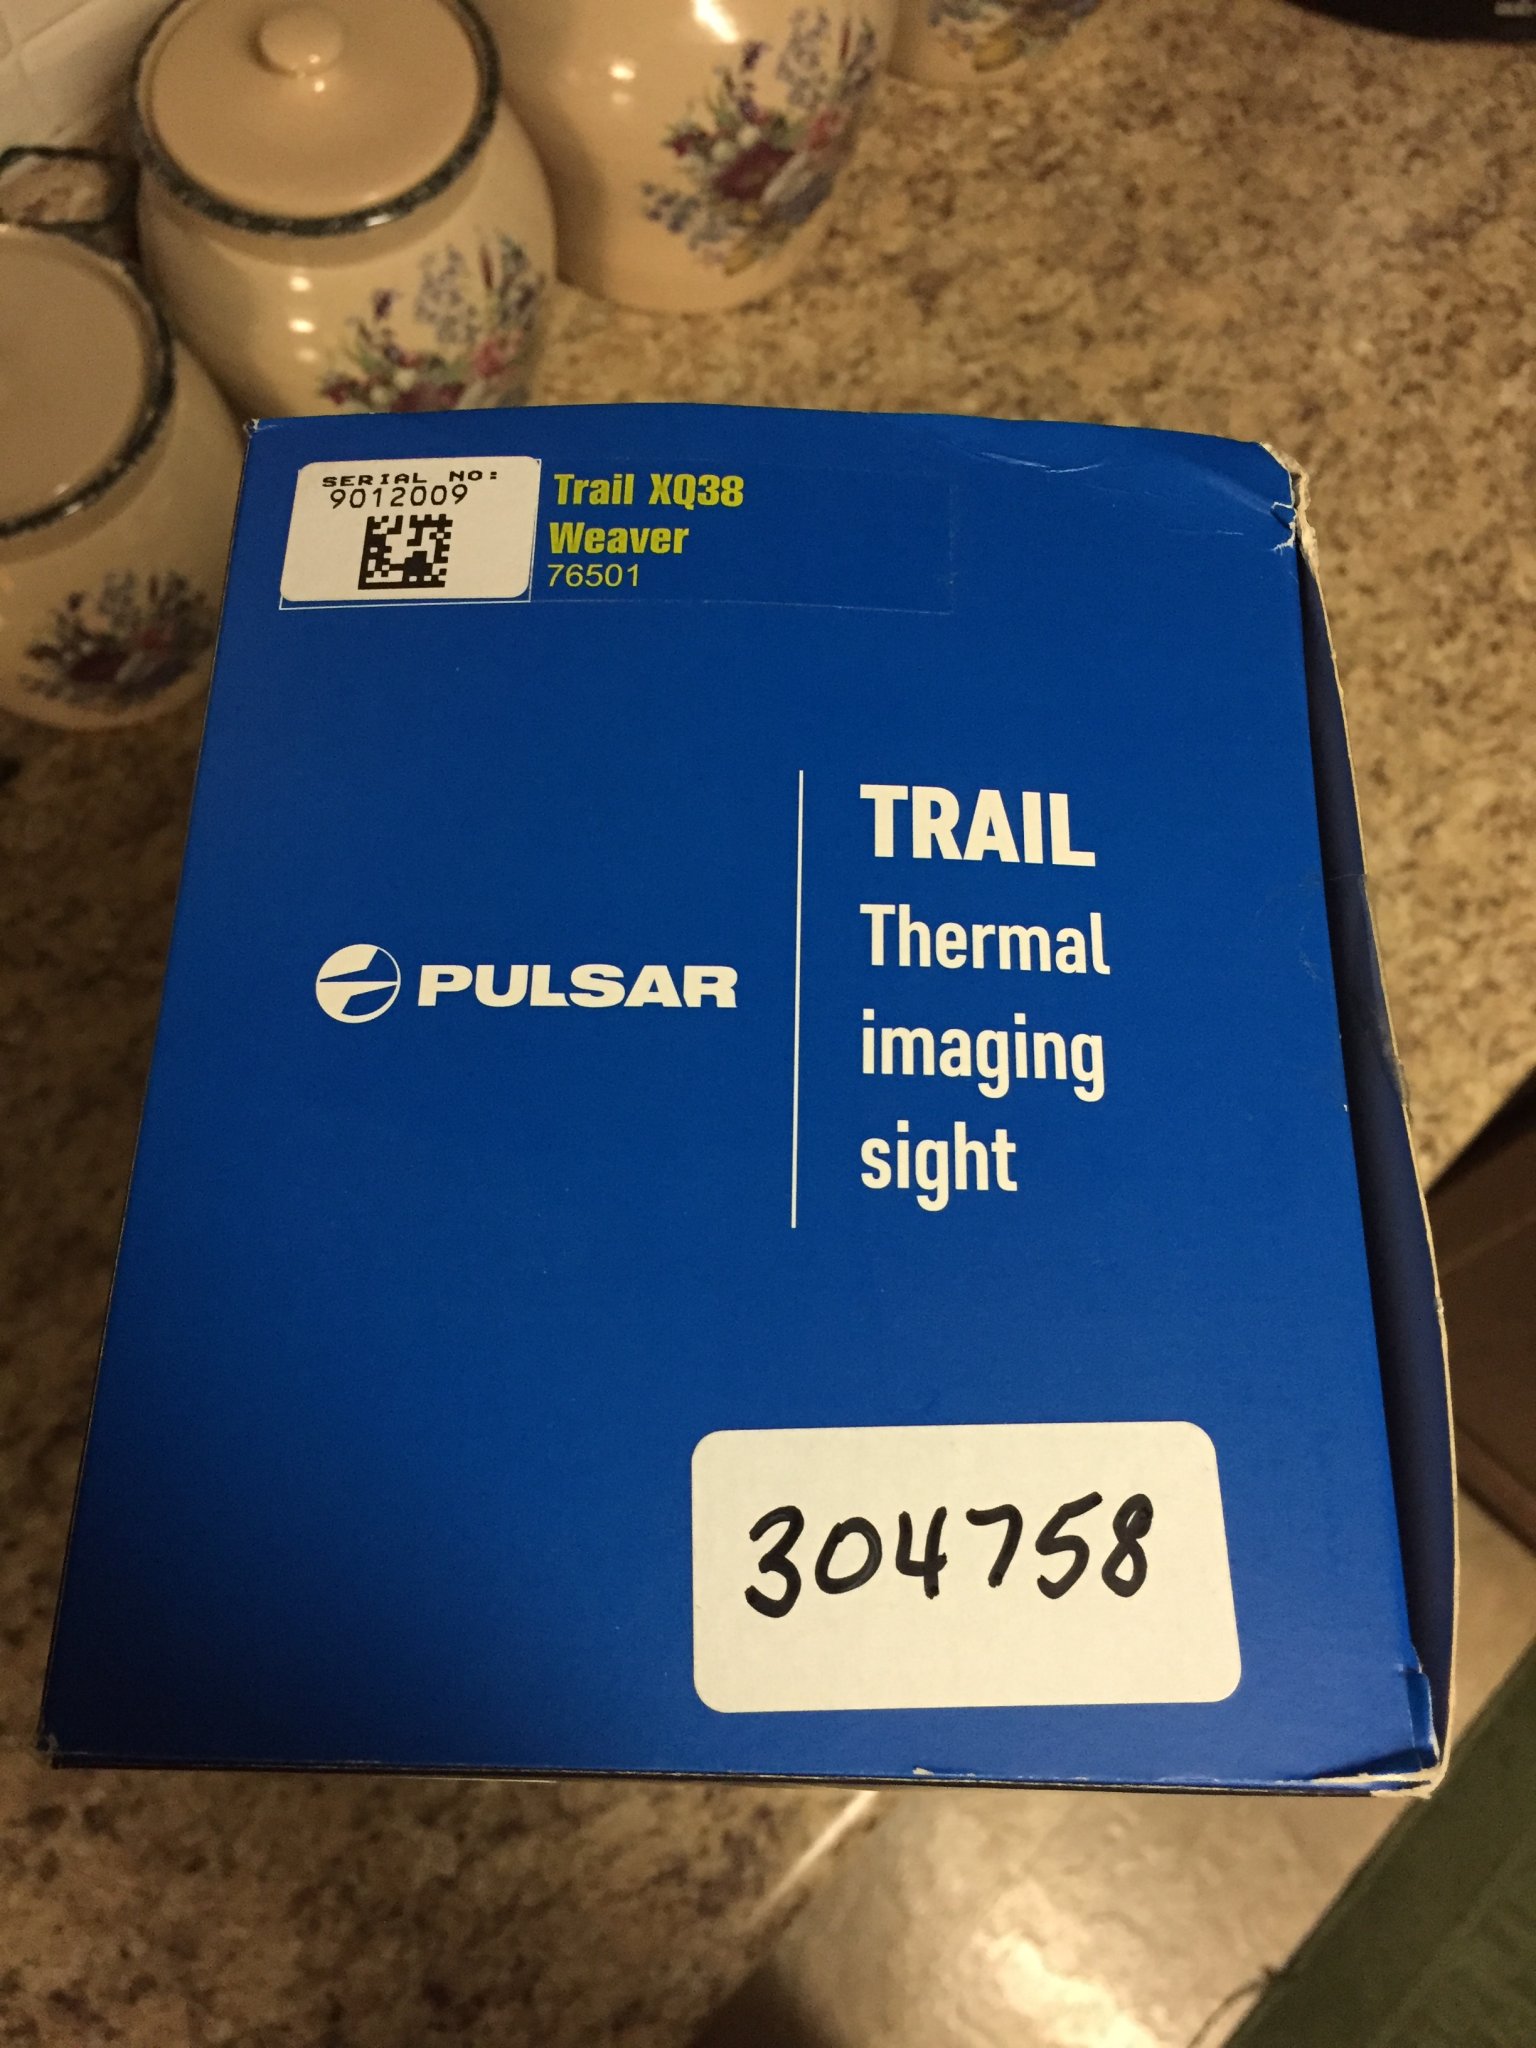 SERIAL NO:
9012009
Trail XQ38
Weaver
76501
PULSAR
TRAIL
Thermal
imaging
sight
304758